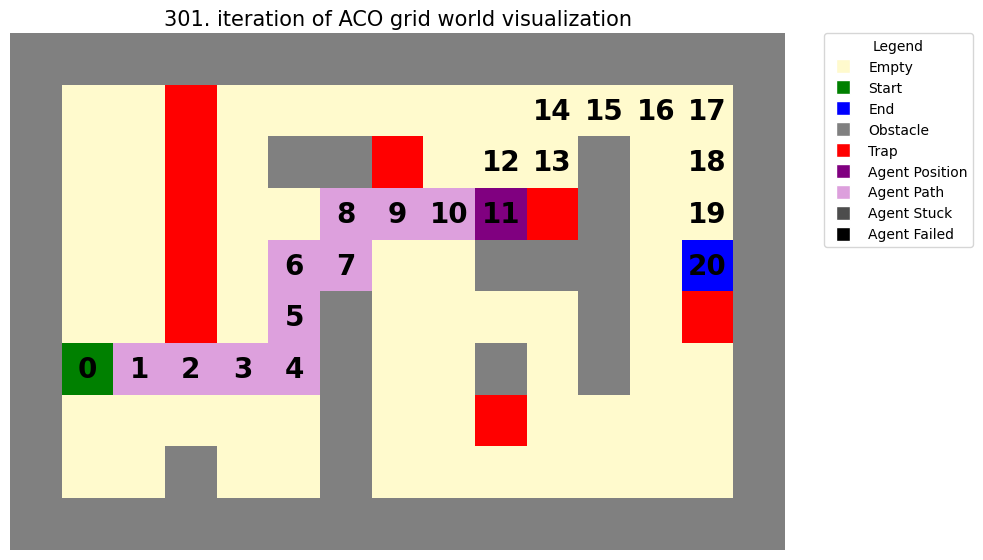 301. iteration of ACO grid world visualization
14 15 16 17
12 13 18
8 9 10 11 19
6 7 20
5
0 1 2 3 4
Legend
Empty
Start
End
Obstacle
Trap
Agent Position
Agent Path
Agent Stuck
Agent Failed